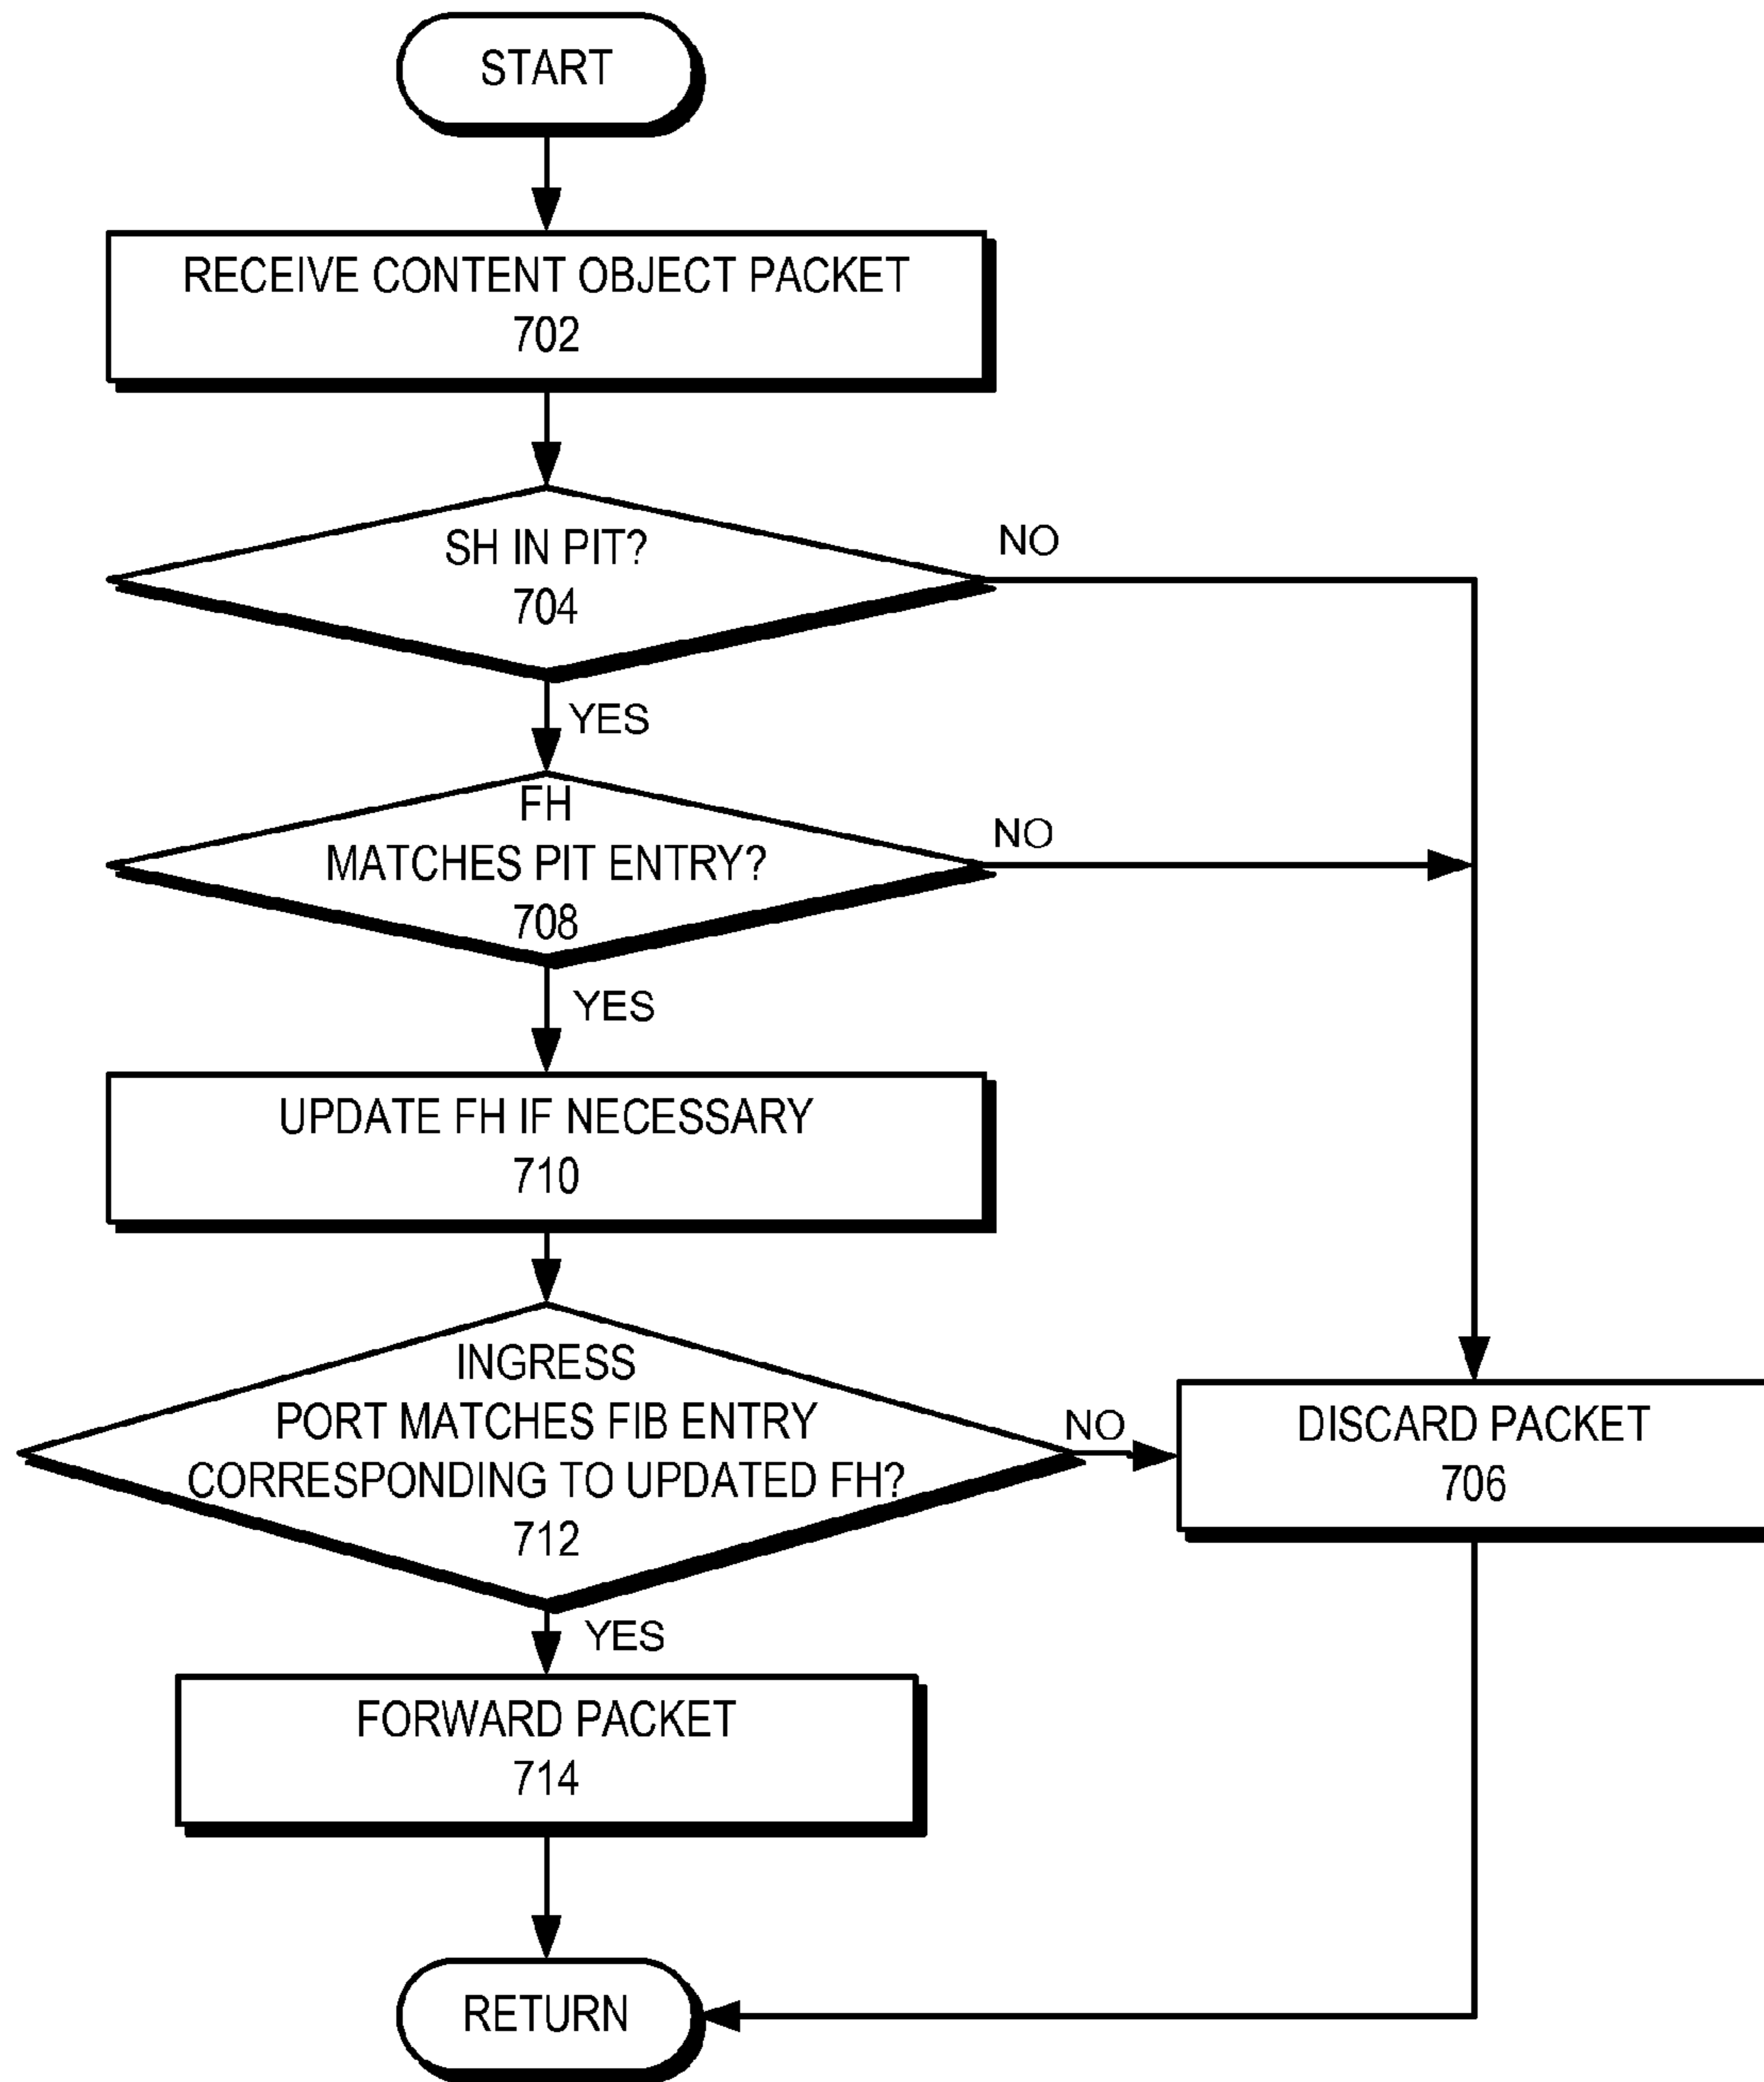 START
RECEIVE CONTENT OBJECT PACKET
702
SH IN PIT?
704
NO
YES
FH
MATCHES PIT ENTRY?
708
NO
YES
UPDATE FH IF NECESSARY
710
INGRESS
PORT MATCHES FIB ENTRY
CORRESPONDING TO UPDATED FH?
712
NO
DISCARD PACKET
706
YES
FORWARD PACKET
714
RETURN